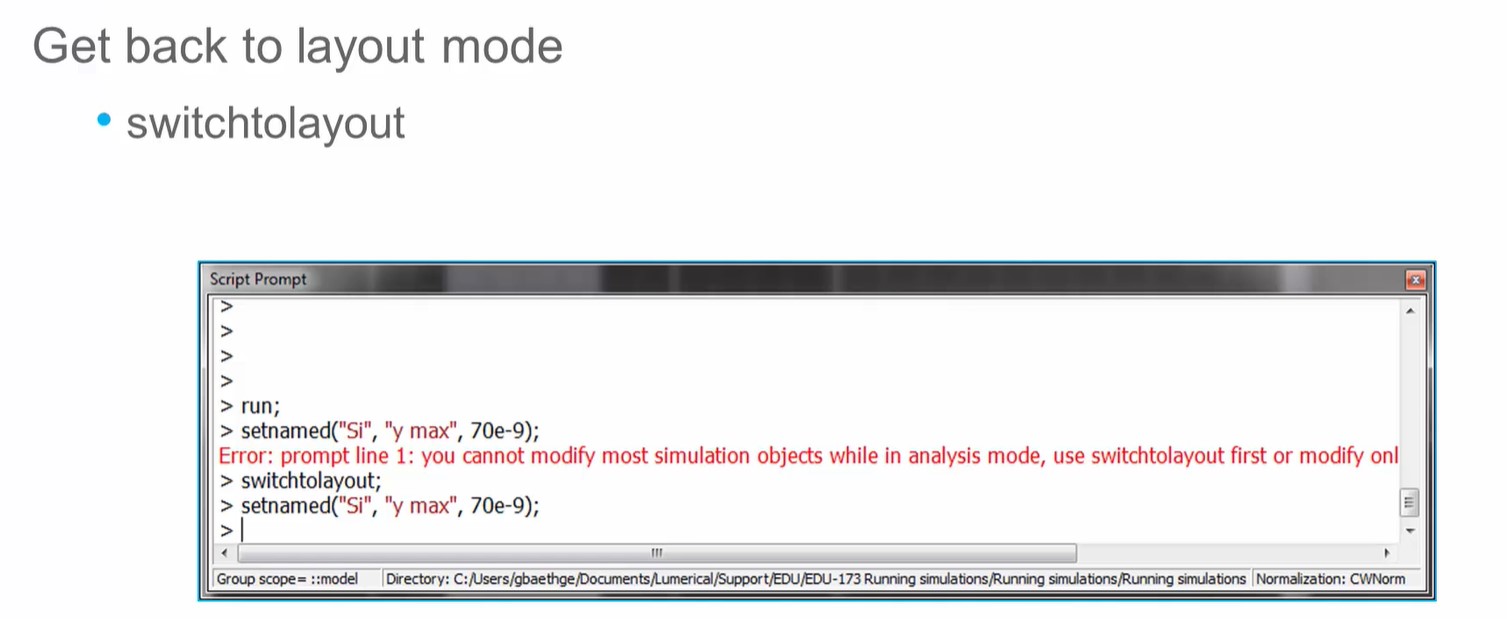 Get back to layout mode
• switchtolayout
Script Prompt
>
>
>
>
> run;
> setnamed("Si", "y max", 70e-9);
Error: prompt line 1: you cannot modify most simulation objects while in analysis mode, use switchtolayout first or modify onl
> switchtolayout;
> setnamed("Si", "y max", 70e-9);
>
Group scope= ::model Directory: C:/Users/gbaethge/Documents/Lumerical/Support/EDU/EDU-173 Running simulations/Running simulations/Running simulations Normalization: CWNorm